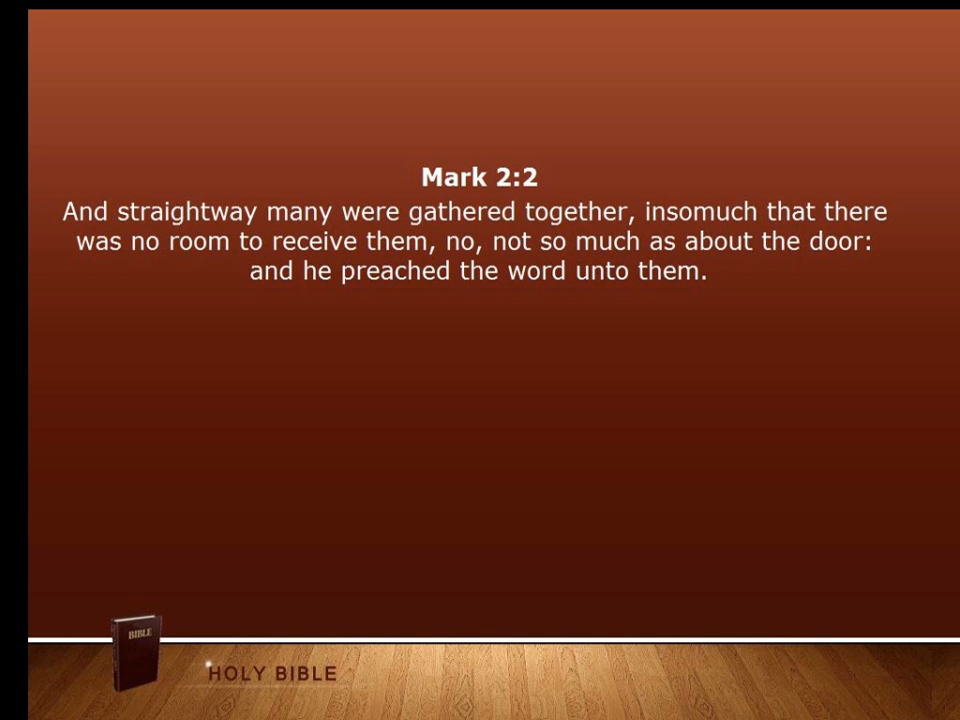 Mark 2:2
And straightway many were gathered together, insomuch that there
was no room to receive them, no, not so much as about the door:
and he preached the word unto them.
BIBLE
HOLY BIBLE